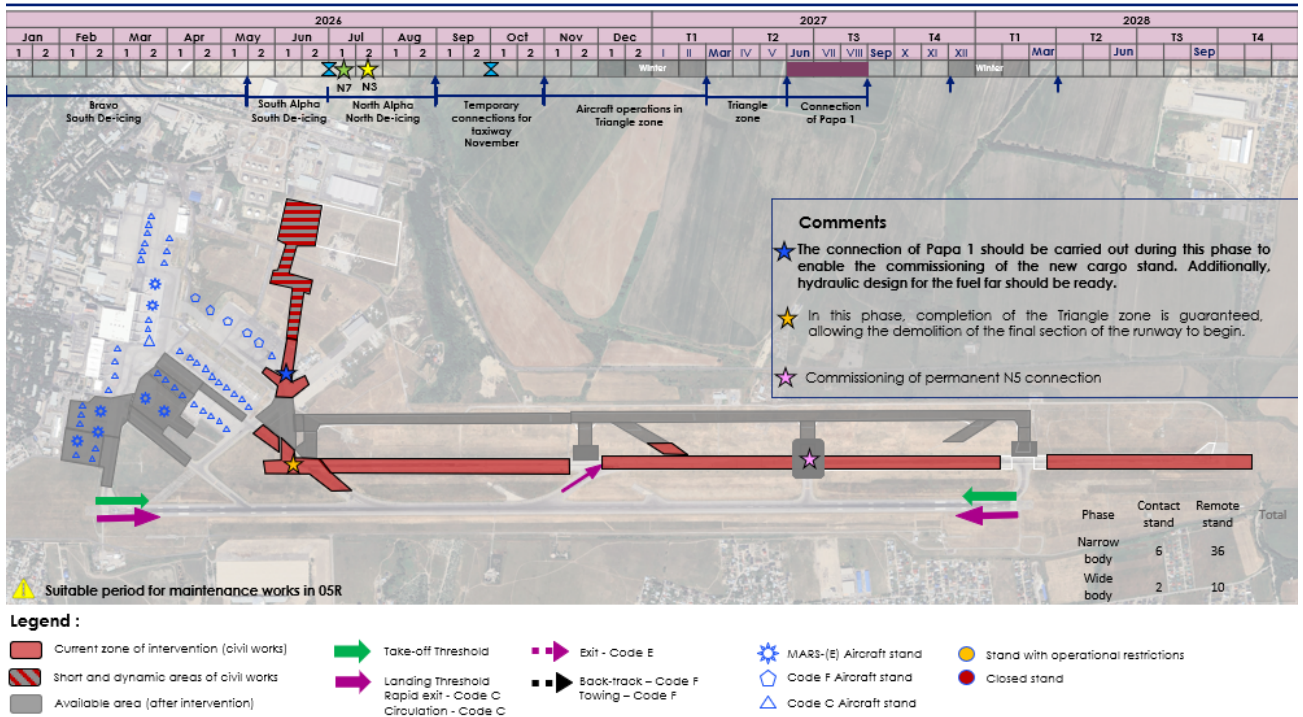 2026 2027 2028
Jan Feb Mar Apr May Jun Jul Aug Sep Oct Nov Dec T1 T2 T3 T4 T1 T2 T3 T4
1 2 1 2 1 2 1 2 1 2 1 2 1 2 1 2 1 2 1 2 1 2 1 2 I II Mar IV V Jun VII VIII Sep X XI XII Mar Jun Sep
Winter Winter
N7 N3
Bravo
South De-icing
South Alpha
South De-icing
North Alpha
North De-icing
Temporary
connections for
taxiway
November
Aircraft operations in
Triangle zone
Triangle
zone
Connection
of Papa 1
Comments
The connection of Papa 1 should be carried out during this phase to
enable the commissioning of the new cargo stand. Additionally,
hydraulic design for the fuel far should be ready.
In this phase, completion of the Triangle zone is guaranteed,
allowing the demolition of the final section of the runway to begin.
Commissioning of permanent N5 connection
Phase Contact stand Remote stand Total
Narrow body 6 36
Wide body 2 10
Suitable period for maintenance works in 05R
Legend :
Current zone of intervention (civil works)
Short and dynamic areas of civil works
Available area (after intervention)
Take-off Threshold
Landing Threshold
Rapid exit - Code C
Circulation - Code C
Exit - Code E
Back-track – Code F
Towing – Code F
MARS-(E) Aircraft stand
Code F Aircraft stand
Code C Aircraft stand
Stand with operational restrictions
Closed stand